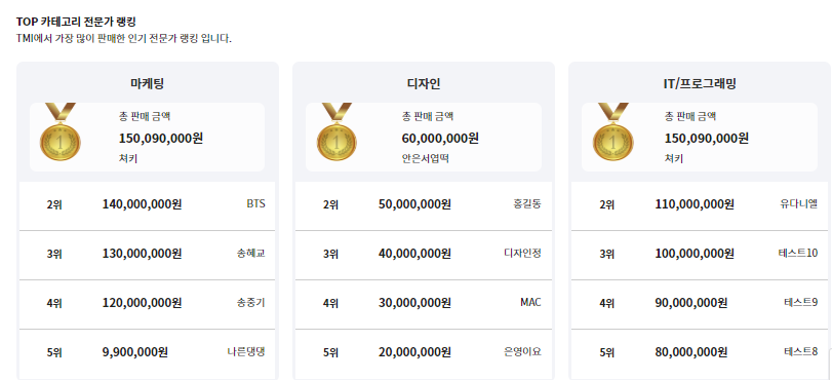 TOP 카테고리 전문가 랭킹
TMI에서 가장 많이 판매한 인기 전문가 랭킹 입니다.
마케팅
총 판매 금액
150,090,000원
쳐키
2위 140,000,000원 BTS
3위 130,000,000원 송혜교
4위 120,000,000원 송중기
5위 9,900,000원 나른댕댕
디자인
총 판매 금액
60,000,000원
안은서엽떡
2위 50,000,000원 홍길동
3위 40,000,000원 디자인정
4위 30,000,000원 MAC
5위 20,000,000원 은영이요
IT/프로그래밍
총 판매 금액
150,090,000원
쳐키
2위 110,000,000원 유다니엘
3위 100,000,000원 테스트10
4위 90,000,000원 테스트9
5위 80,000,000원 테스트8